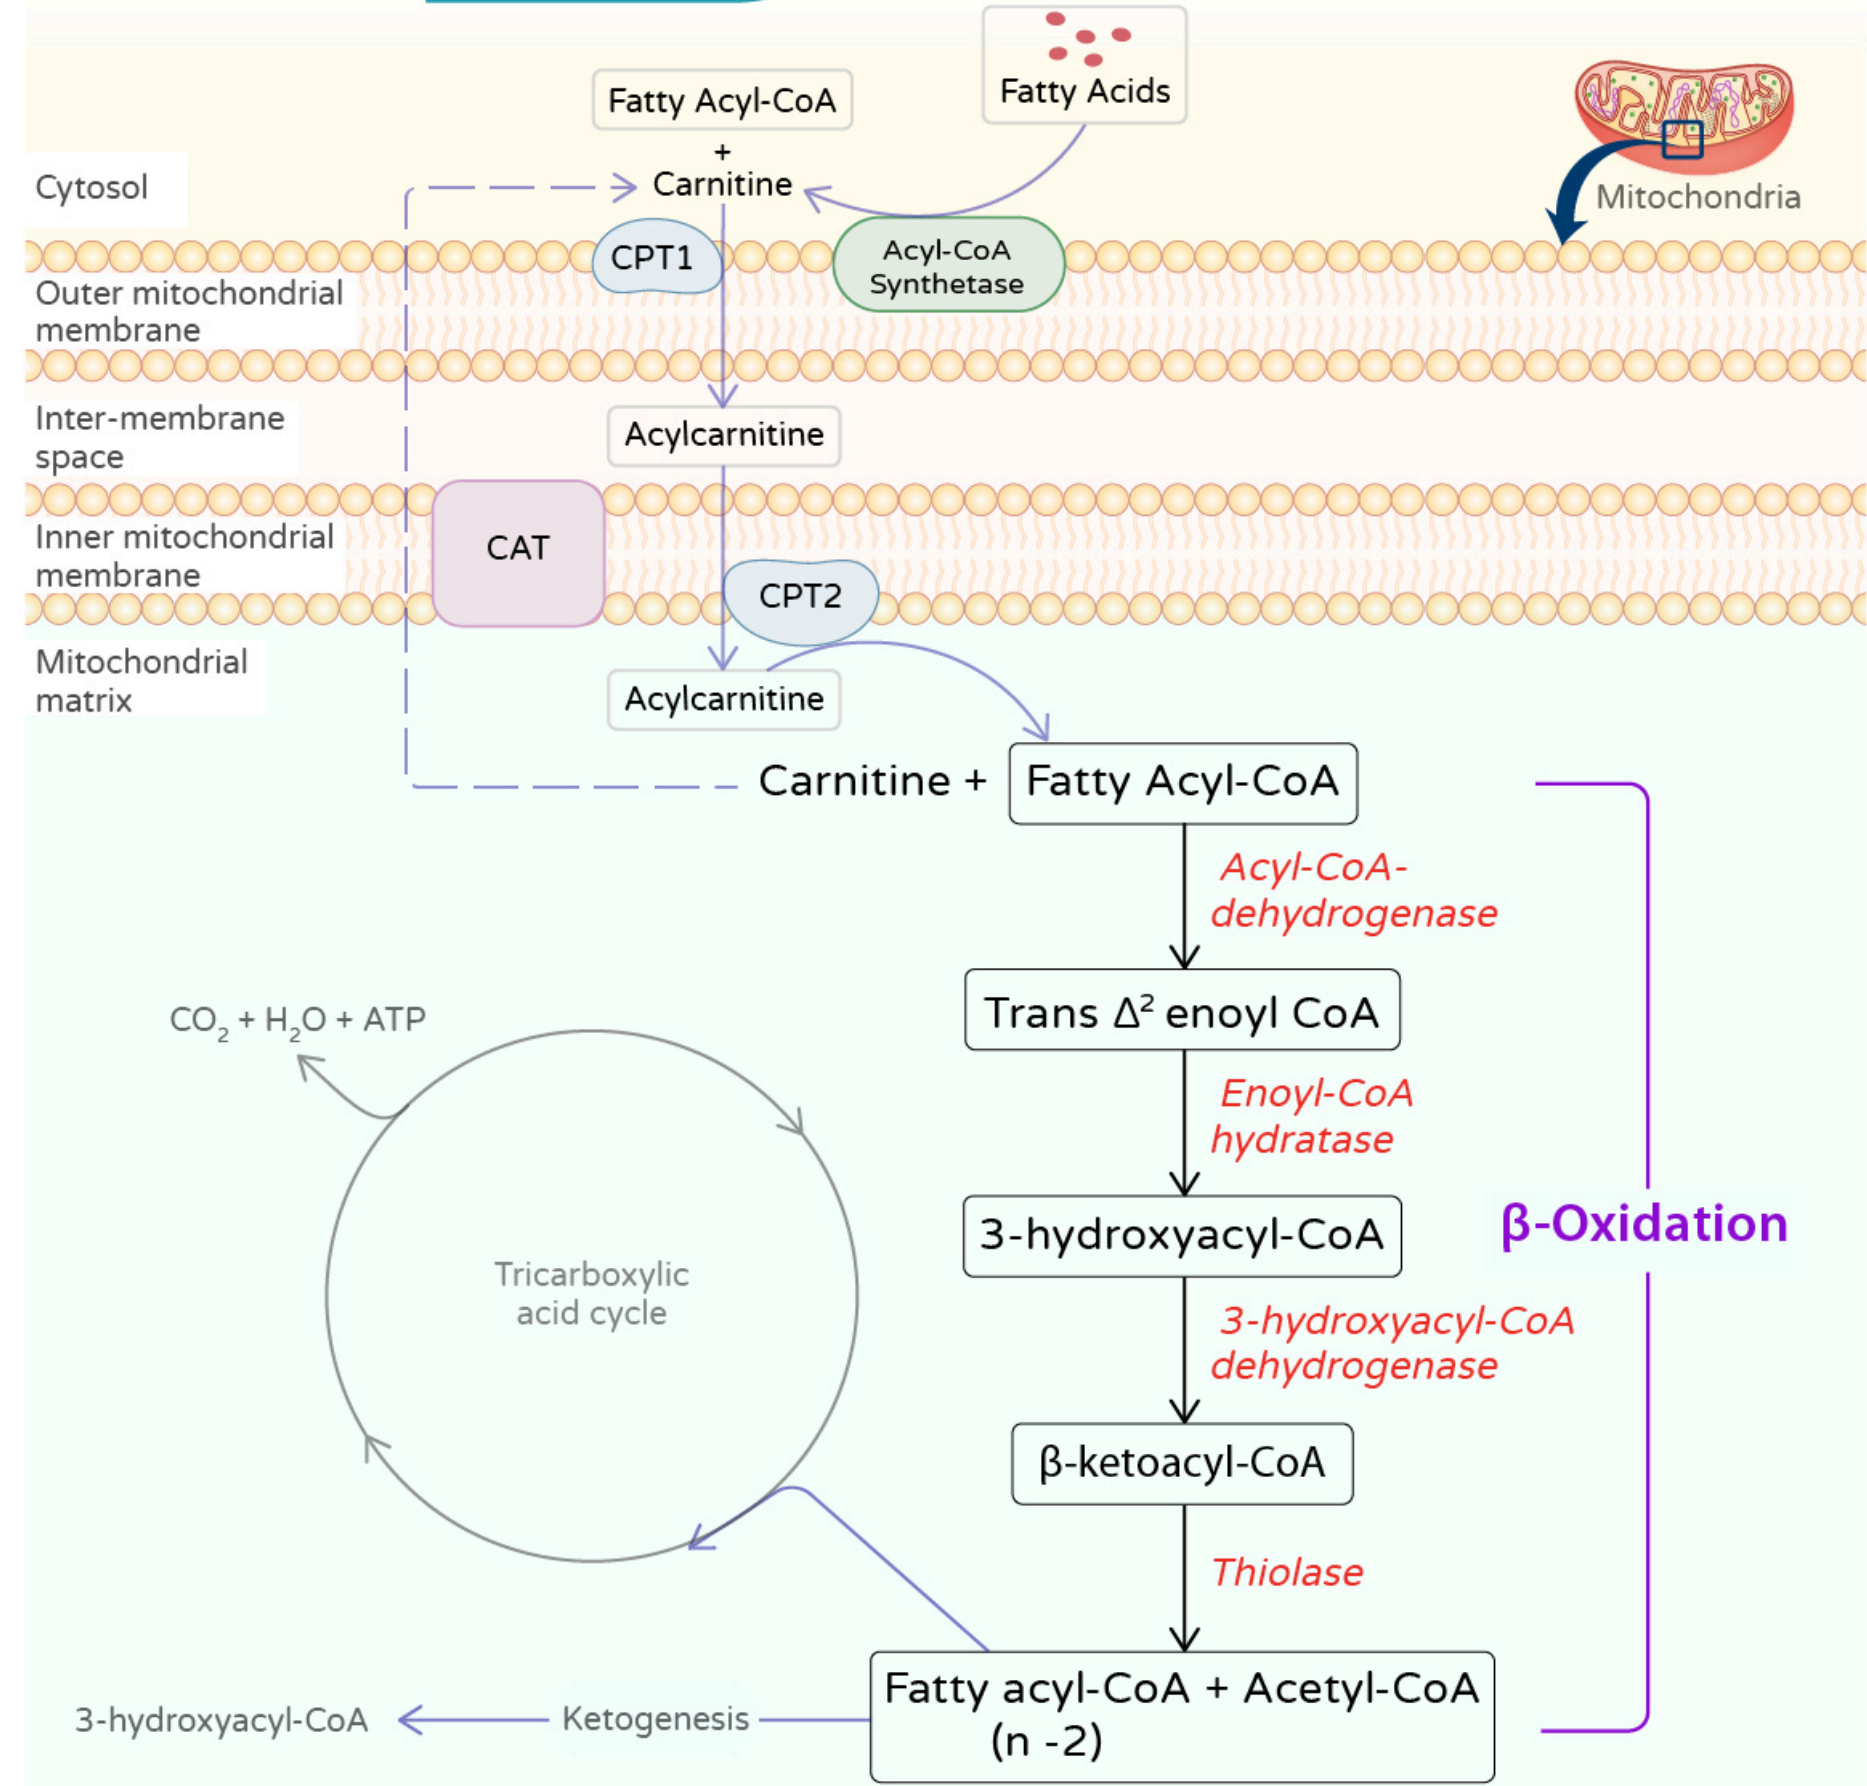 Fatty Acids
Fatty Acyl-CoA
+
Carnitine
Cytosol
Mitochondria
CPT1
Acyl-CoA
Synthetase
Outer mitochondrial
membrane
Inter-membrane
space
Acylcarnitine
Inner mitochondrial
membrane
CAT
CPT2
Mitochondrial
matrix
Acylcarnitine
Carnitine + Fatty Acyl-CoA
Acyl-CoA-
dehydrogenase
Trans Δ² enoyl CoA
Enoyl-CoA
hydratase
3-hydroxyacyl-CoA
β-Oxidation
3-hydroxyacyl-CoA
dehydrogenase
β-ketoacyl-CoA
Thiolase
Fatty acyl-CoA + Acetyl-CoA
(n -2)
CO₂ + H₂O + ATP
Tricarboxylic
acid cycle
Ketogenesis
3-hydroxyacyl-CoA